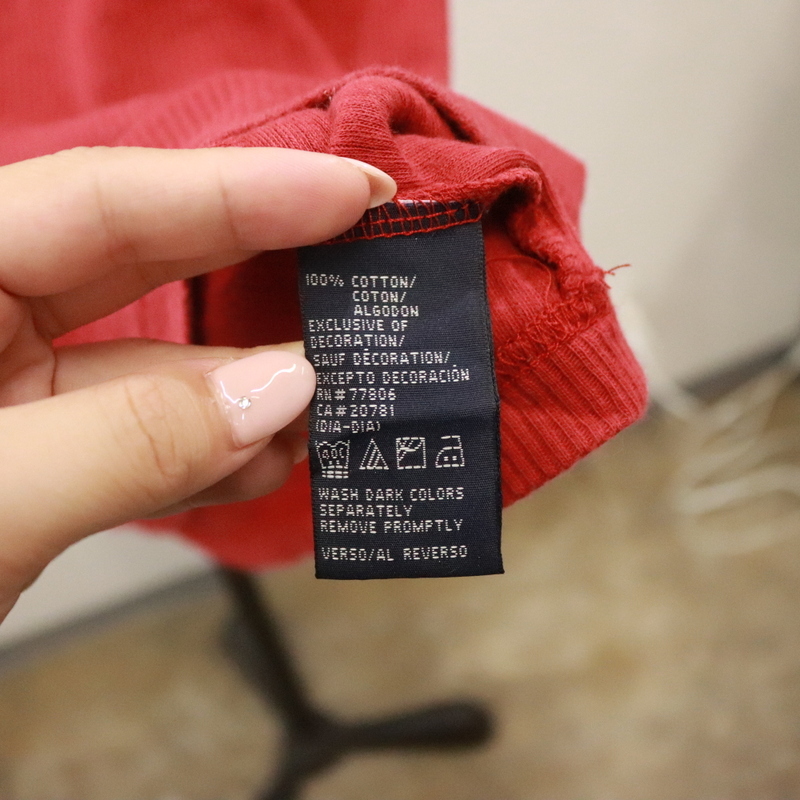 100% COTTON/
COTON/
ALGODON
EXCLUSIVE OF
DECORATION/
SAUF DÉCORATION/
EXCEPTO DECORACIÓN
RN#77806
CA#20781
(DIA-DIA)
40C
WASH DARK COLORS
SEPARATELY
REMOVE PROMPTLY
VERSO/AL REVERSO